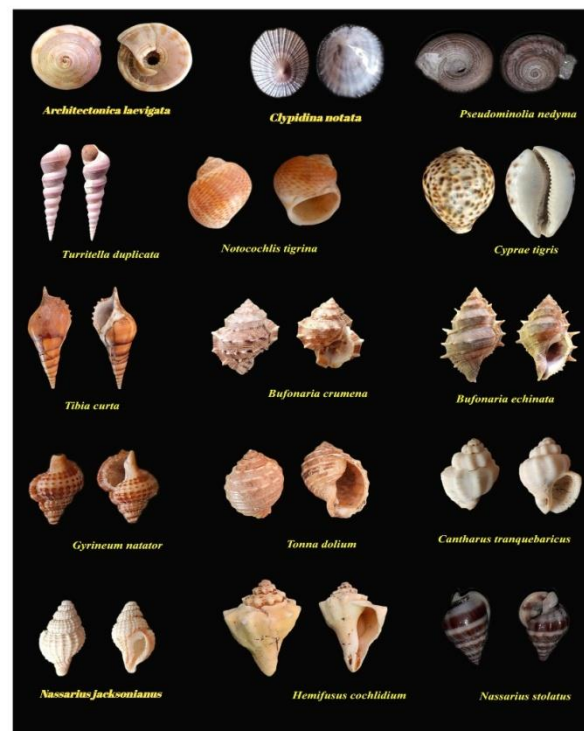 Architectonica laevigata
Clypidina notata
Pseudominolia nedyma
Turritella duplicata
Notocochlis tigrina
Cyprae tigris
Tibia curta
Bufonaria crumena
Bufonaria echinata
Gyrineum natator
Tonna dolium
Cantharus tranquebaricus
Nassarius jacksonianus
Hemifusus cochlidium
Nassarius stolatus